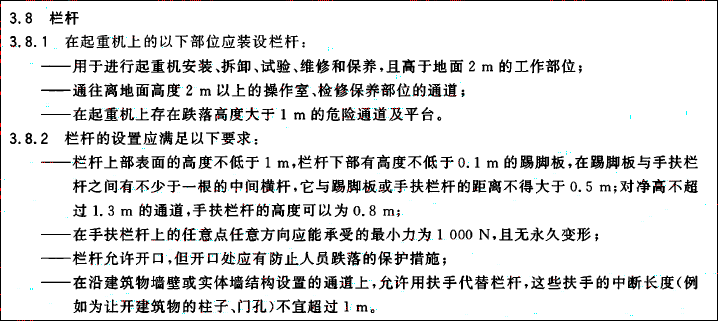 3.8 栏杆
3.8.1 在起重机上的以下部位应装设栏杆:
——用于进行起重机安装、拆卸、试验、维修和保养,且高于地面 2 m 的工作部位;
——通往离地面高度 2 m 以上的操作室、检修保养部位的通道;
——在起重机上存在跌落高度大于 1 m 的危险通道及平台。
3.8.2 栏杆的设置应满足以下要求:
——栏杆上部表面的高度不低于 1 m,栏杆下部有高度不低于 0.1 m 的踢脚板,在踢脚板与手扶栏
杆之间有不少于一根的中间横杆,它与踢脚板或手扶栏杆的距离不得大于 0.5 m;对净高不超
过 1.3 m 的通道,手扶栏杆的高度可以为 0.8 m;
——在手扶栏杆上的任意点任意方向应能承受的最小力为 1 000 N,且无永久变形;
——栏杆允许开口,但开口处应有防止人员跌落的保护措施;
——在沿建筑物墙壁或实体墙结构设置的通道上,允许用扶手代替栏杆,这些扶手的中断长度(例
如为让开建筑物的柱子、门孔)不宜超过 1 m。